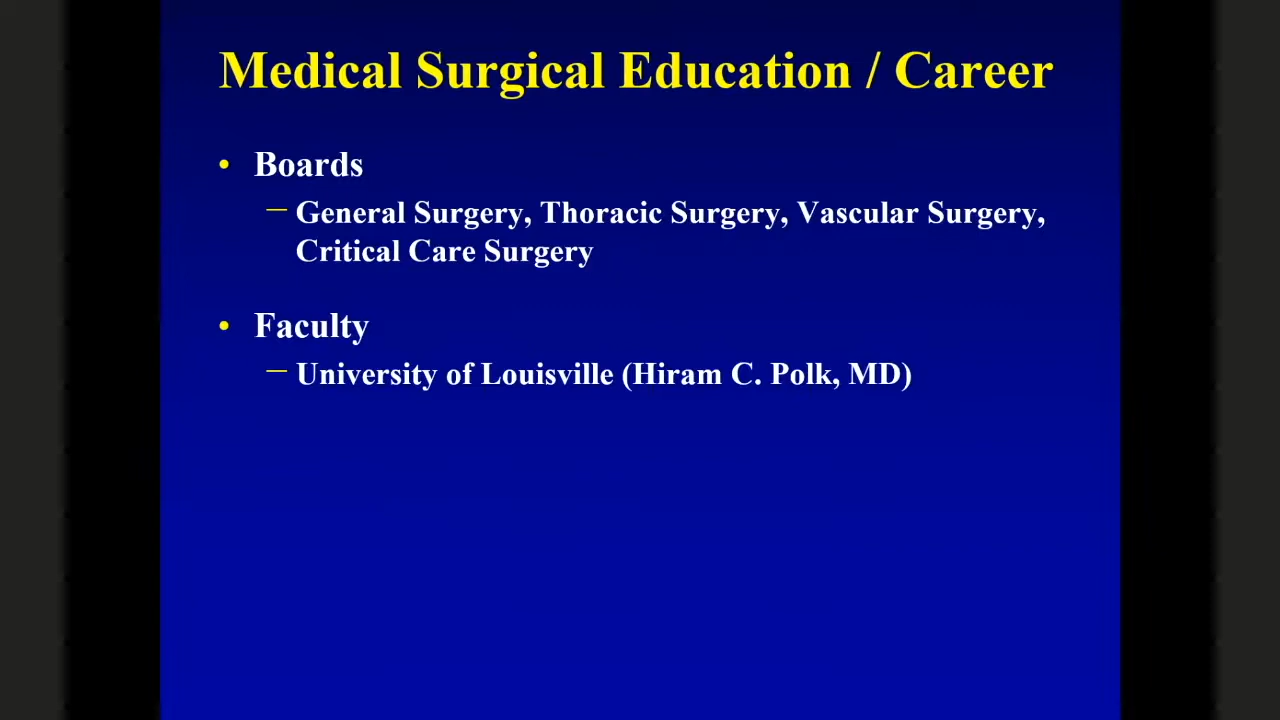 Medical Surgical Education / Career
• Boards
– General Surgery, Thoracic Surgery, Vascular Surgery,
Critical Care Surgery
• Faculty
– University of Louisville (Hiram C. Polk, MD)